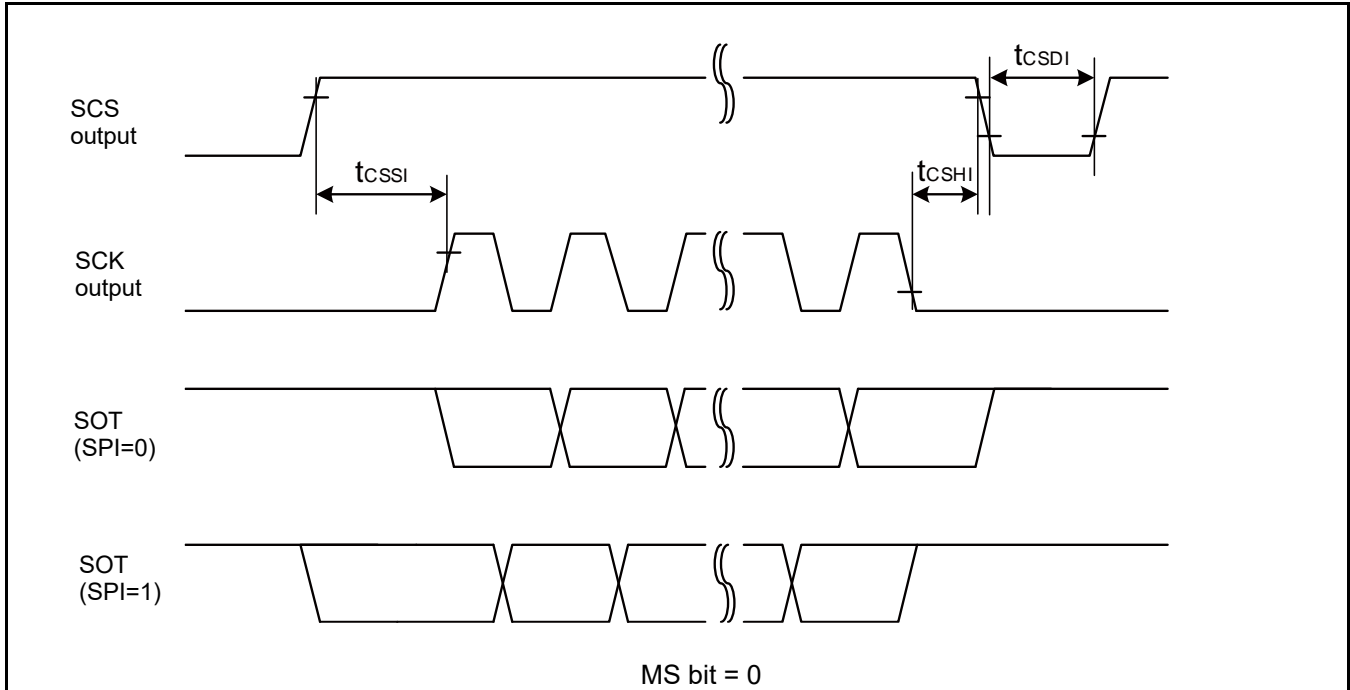 tCSDI
SCS
output
tCSSI
tCSHI
SCK
output
SOT
(SPI=0)
SOT
(SPI=1)
MS bit = 0